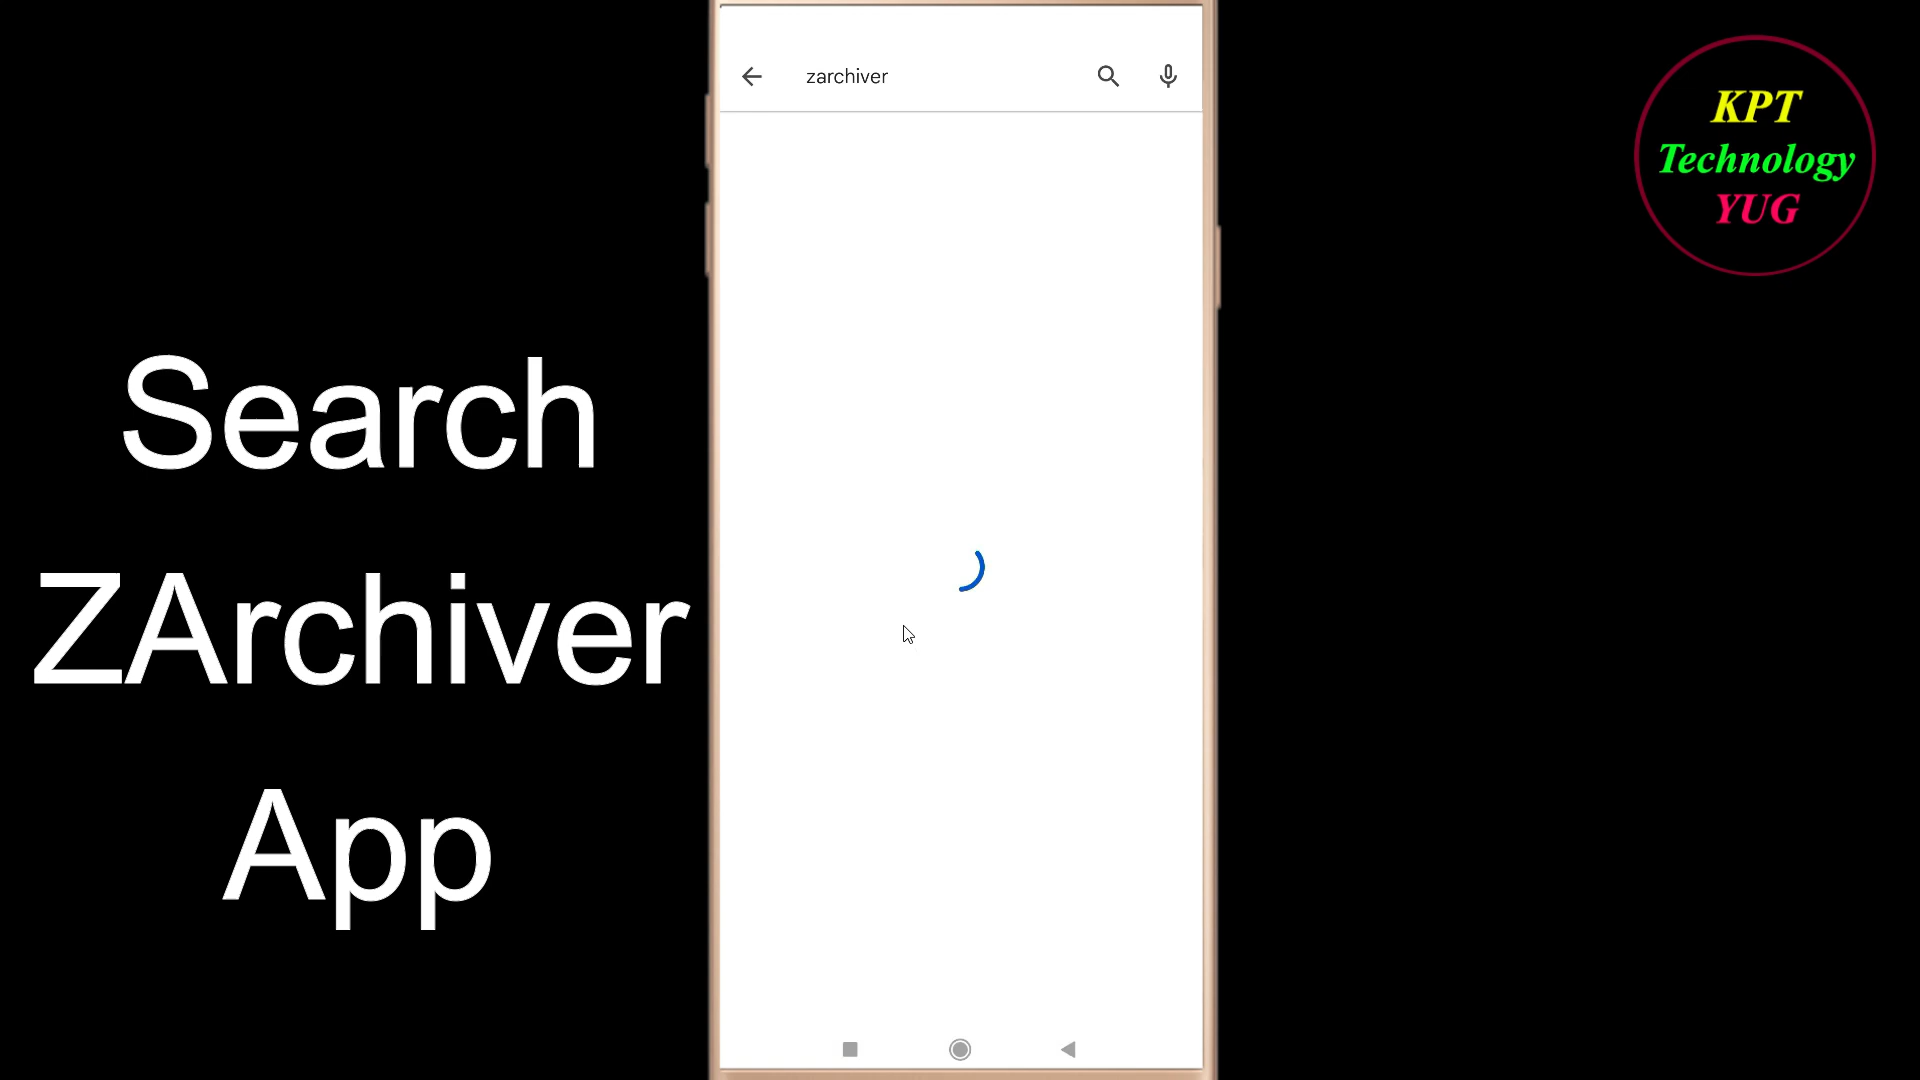 zarchiver
KPT
Technology
YUG
Search
ZArchiver
App